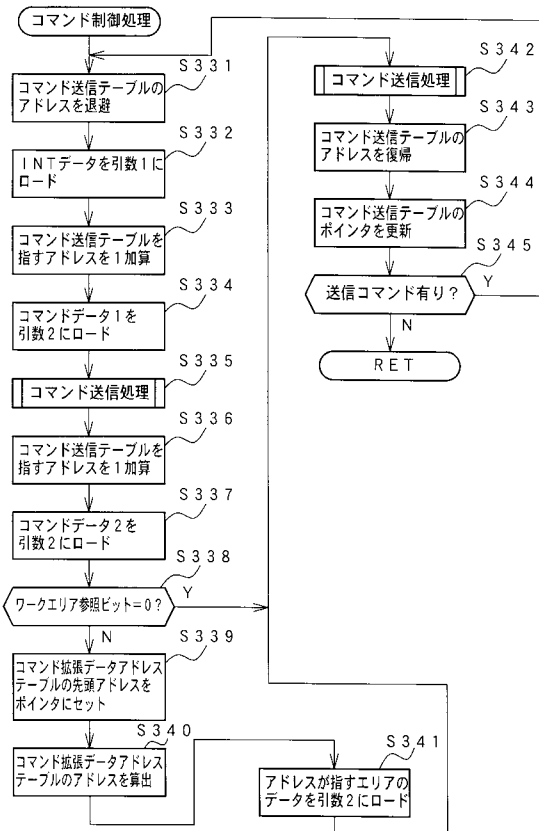 コマンド制御処理
S331
コマンド送信テーブルの
アドレスを退避
S332
INTデータを引数1に
ロード
S333
コマンド送信テーブルを
指すアドレスを1加算
S334
コマンドデータ1を
引数2にロード
S335
コマンド送信処理
S336
コマンド送信テーブルを
指すアドレスを1加算
S337
コマンドデータ2を
引数2にロード
S338
ワークエリア参照ビット=0?
Y
N
S339
コマンド拡張データアドレス
テーブルの先頭アドレスを
ポインタにセット
S340
コマンド拡張データアドレス
テーブルのアドレスを算出
S341
アドレスが指すエリアの
データを引数2にロード
S342
コマンド送信処理
S343
コマンド送信テーブルの
アドレスを復帰
S344
コマンド送信テーブルの
ポインタを更新
S345
送信コマンド有り?
Y
N
RET